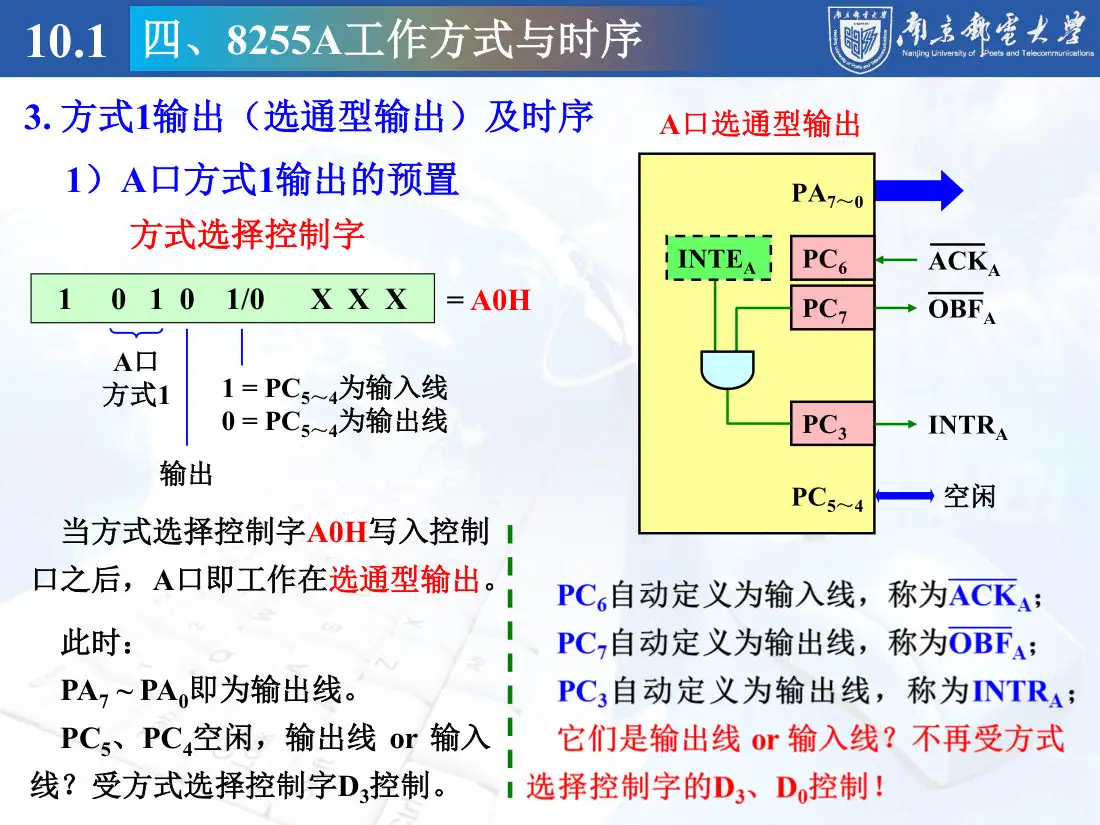 10.1 四、8255A工作方式与时序
南京邮电大学
Nanjing University of Posts and Telecommunications
3. 方式1输出（选通型输出）及时序
1）A口方式1输出的预置
方式选择控制字
1 0 1 0 1/0 X X X = A0H
A口
方式1
1 = PC5～4为输入线
0 = PC5～4为输出线
输出
当方式选择控制字A0H写入控制
口之后，A口即工作在选通型输出。
此时：
PA7 ~ PA0即为输出线。
PC5、PC4空闲，输出线 or 输入
线？受方式选择控制字D3控制。
A口选通型输出
PA7～0
INTEA PC6 A̅C̅K̅A
PC7 O̅B̅F̅A
PC3 INTRA
PC5～4 空闲
PC6自动定义为输入线，称为A̅C̅K̅A；
PC7自动定义为输出线，称为O̅B̅F̅A；
PC3自动定义为输出线，称为INTRA；
它们是输出线 or 输入线？不再受方式
选择控制字的D3、D0控制！